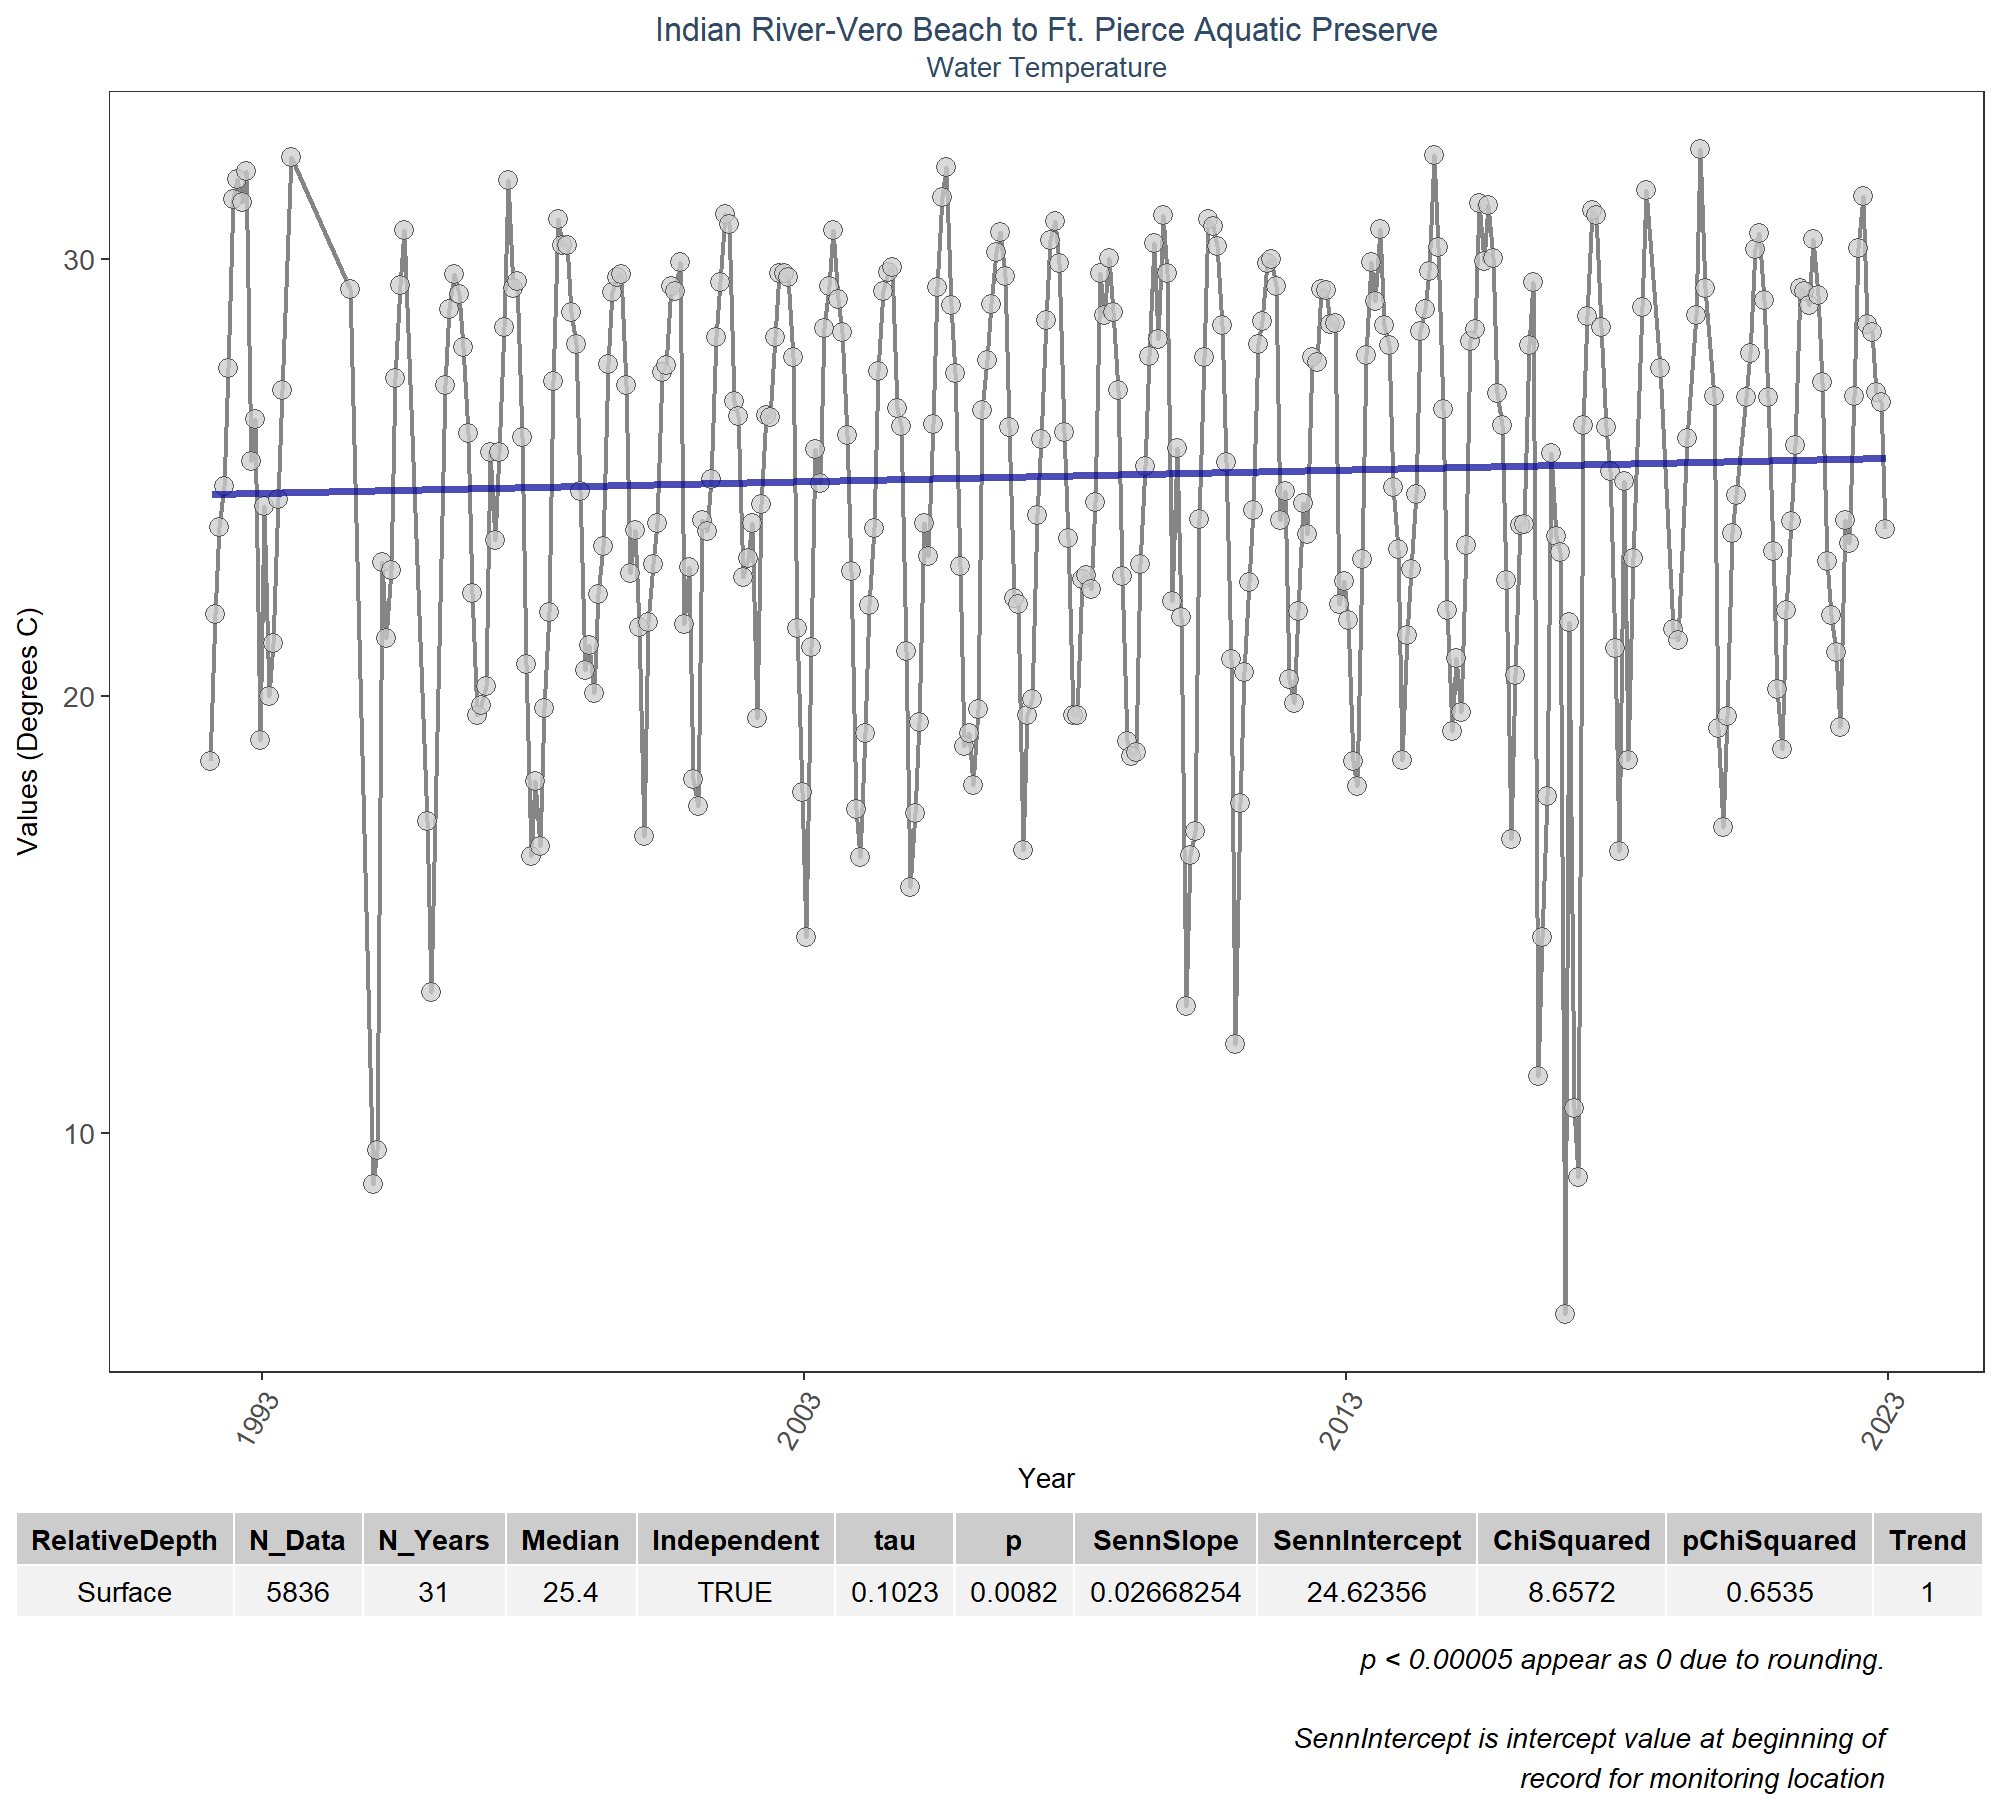 Indian River-Vero Beach to Ft. Pierce Aquatic Preserve
Water Temperature
Values (Degrees C)
30
20
10
1993 2003 2013 2023
Year
RelativeDepth N_Data N_Years Median Independent tau p SennSlope SennIntercept ChiSquared pChiSquared Trend
Surface 5836 31 25.4 TRUE 0.1023 0.0082 0.02668254 24.62356 8.6572 0.6535 1
p < 0.00005 appear as 0 due to rounding.
SennIntercept is intercept value at beginning of
record for monitoring location